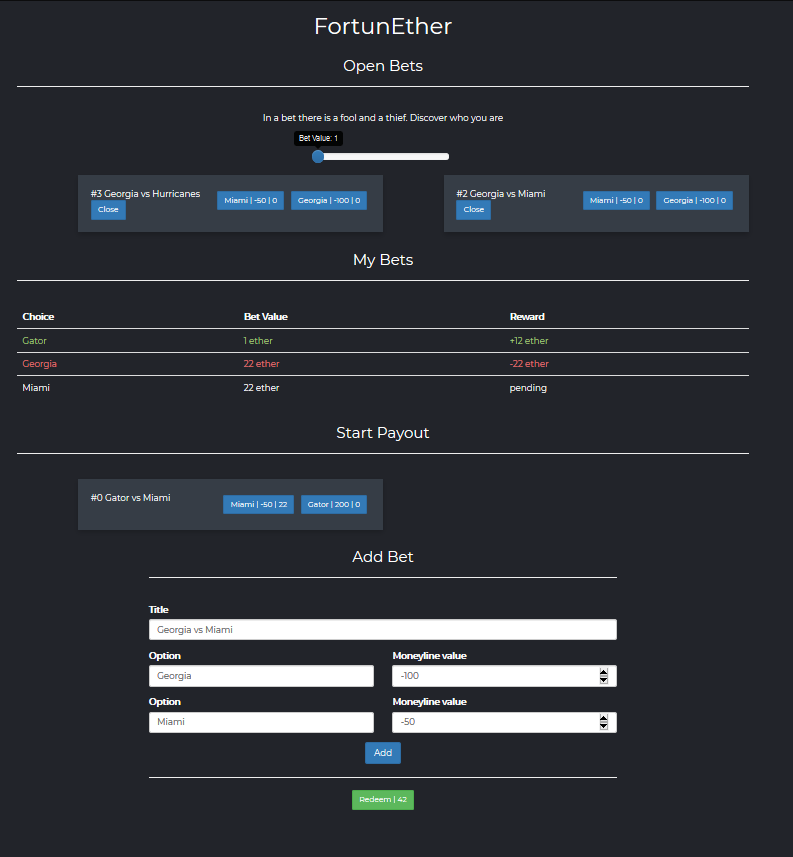 FortunEther
Open Bets
In a bet there is a fool and a thief. Discover who you are
Bet Value: 1
#3 Georgia vs Hurricanes
Miami | -50 | 0
Georgia | -100 | 0
Close
#2 Georgia vs Miami
Miami | -50 | 0
Georgia | -100 | 0
Close
My Bets
Choice Bet Value Reward
Gator 1 ether +12 ether
Georgia 22 ether -22 ether
Miami 22 ether pending
Start Payout
#0 Gator vs Miami
Miami | -50 | 22
Gator | 200 | 0
Add Bet
Title
Georgia vs Miami
Option Moneyline value
Georgia -100
Option Moneyline value
Miami -50
Add
Redeem | 42